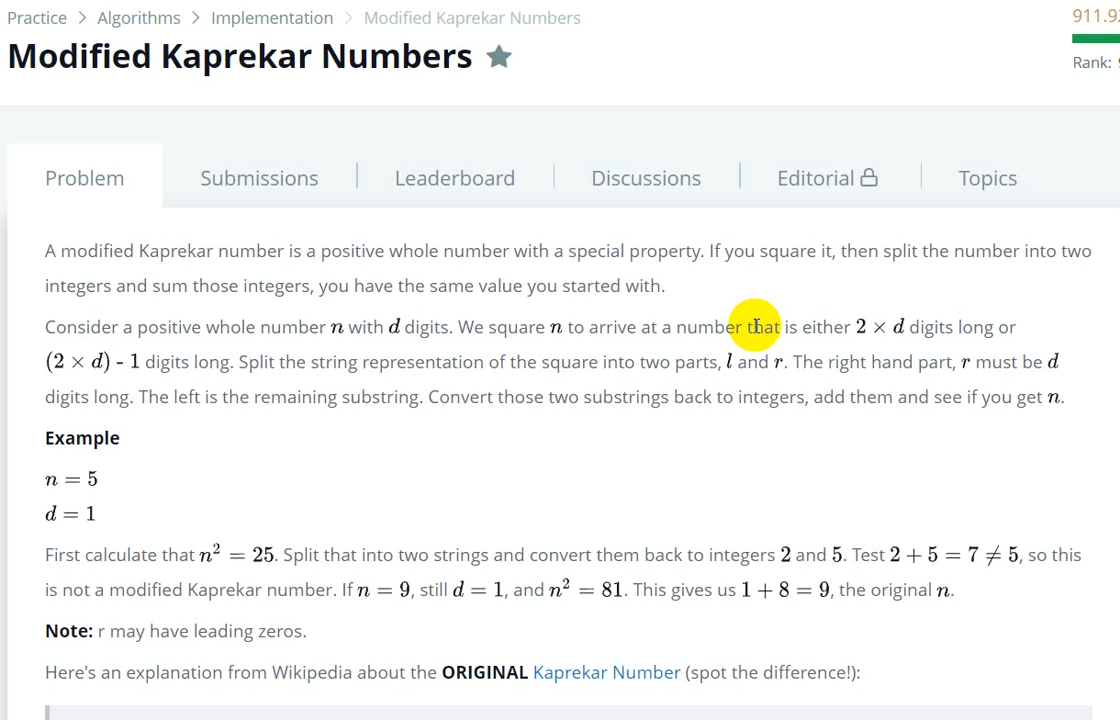 Practice > Algorithms > Implementation > Modified Kaprekar Numbers
911.9
Modified Kaprekar Numbers ★
Rank:
Problem Submissions | Leaderboard | Discussions | Editorial | Topics
A modified Kaprekar number is a positive whole number with a special property. If you square it, then split the number into two
integers and sum those integers, you have the same value you started with.
Consider a positive whole number n with d digits. We square n to arrive at a number that is either 2 × d digits long or
(2 × d) - 1 digits long. Split the string representation of the square into two parts, l and r. The right hand part, r must be d
digits long. The left is the remaining substring. Convert those two substrings back to integers, add them and see if you get n.
Example
n = 5
d = 1
First calculate that n² = 25. Split that into two strings and convert them back to integers 2 and 5. Test 2 + 5 = 7 ≠ 5, so this
is not a modified Kaprekar number. If n = 9, still d = 1, and n² = 81. This gives us 1 + 8 = 9, the original n.
Note: r may have leading zeros.
Here's an explanation from Wikipedia about the ORIGINAL Kaprekar Number (spot the difference!):